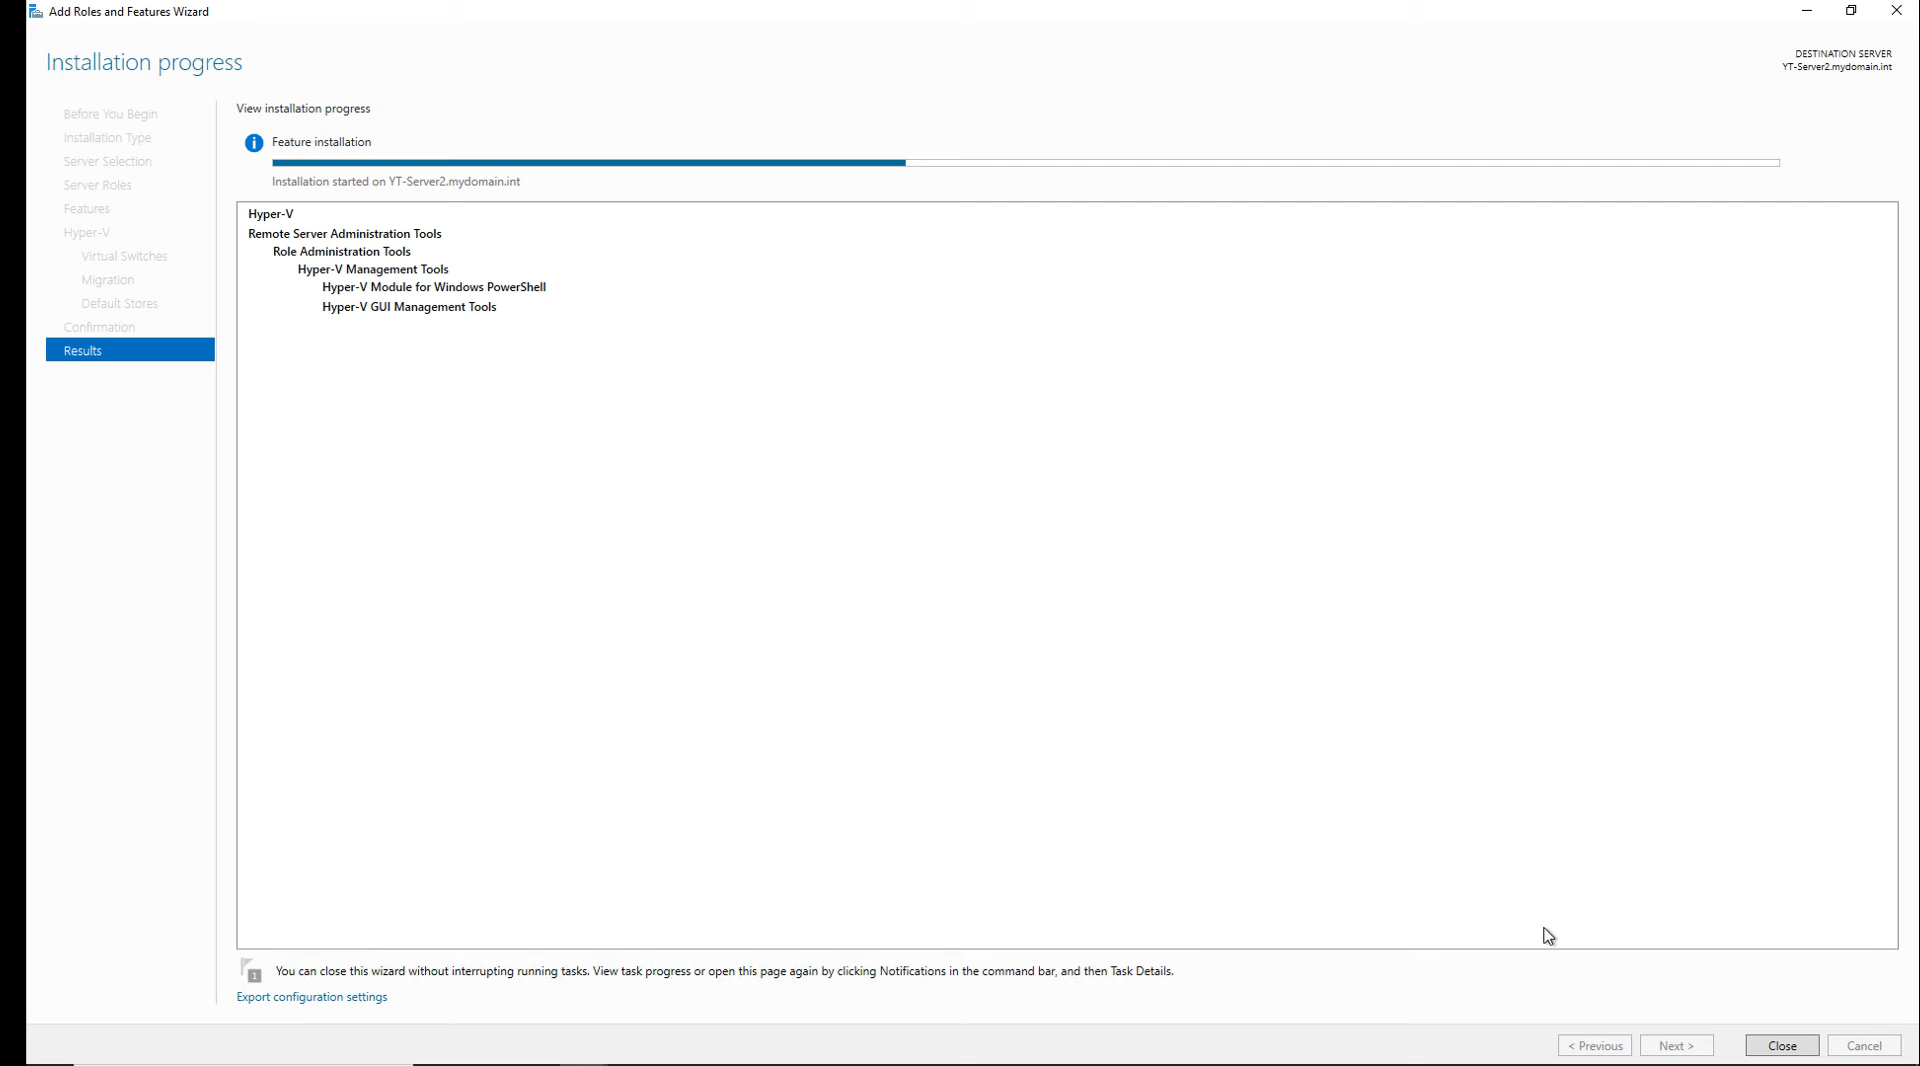 Add Roles and Features Wizard
Installation progress
DESTINATION SERVER
YT-Server2.mydomain.int
Before You Begin
Installation Type
Server Selection
Server Roles
Features
Hyper-V
Virtual Switches
Migration
Default Stores
Confirmation
Results
View installation progress
Feature installation
Installation started on YT-Server2.mydomain.int
Hyper-V
Remote Server Administration Tools
Role Administration Tools
Hyper-V Management Tools
Hyper-V Module for Windows PowerShell
Hyper-V GUI Management Tools
1
You can close this wizard without interrupting running tasks. View task progress or open this page again by clicking Notifications in the command bar, and then Task Details.
Export configuration settings
< Previous
Next >
Close
Cancel